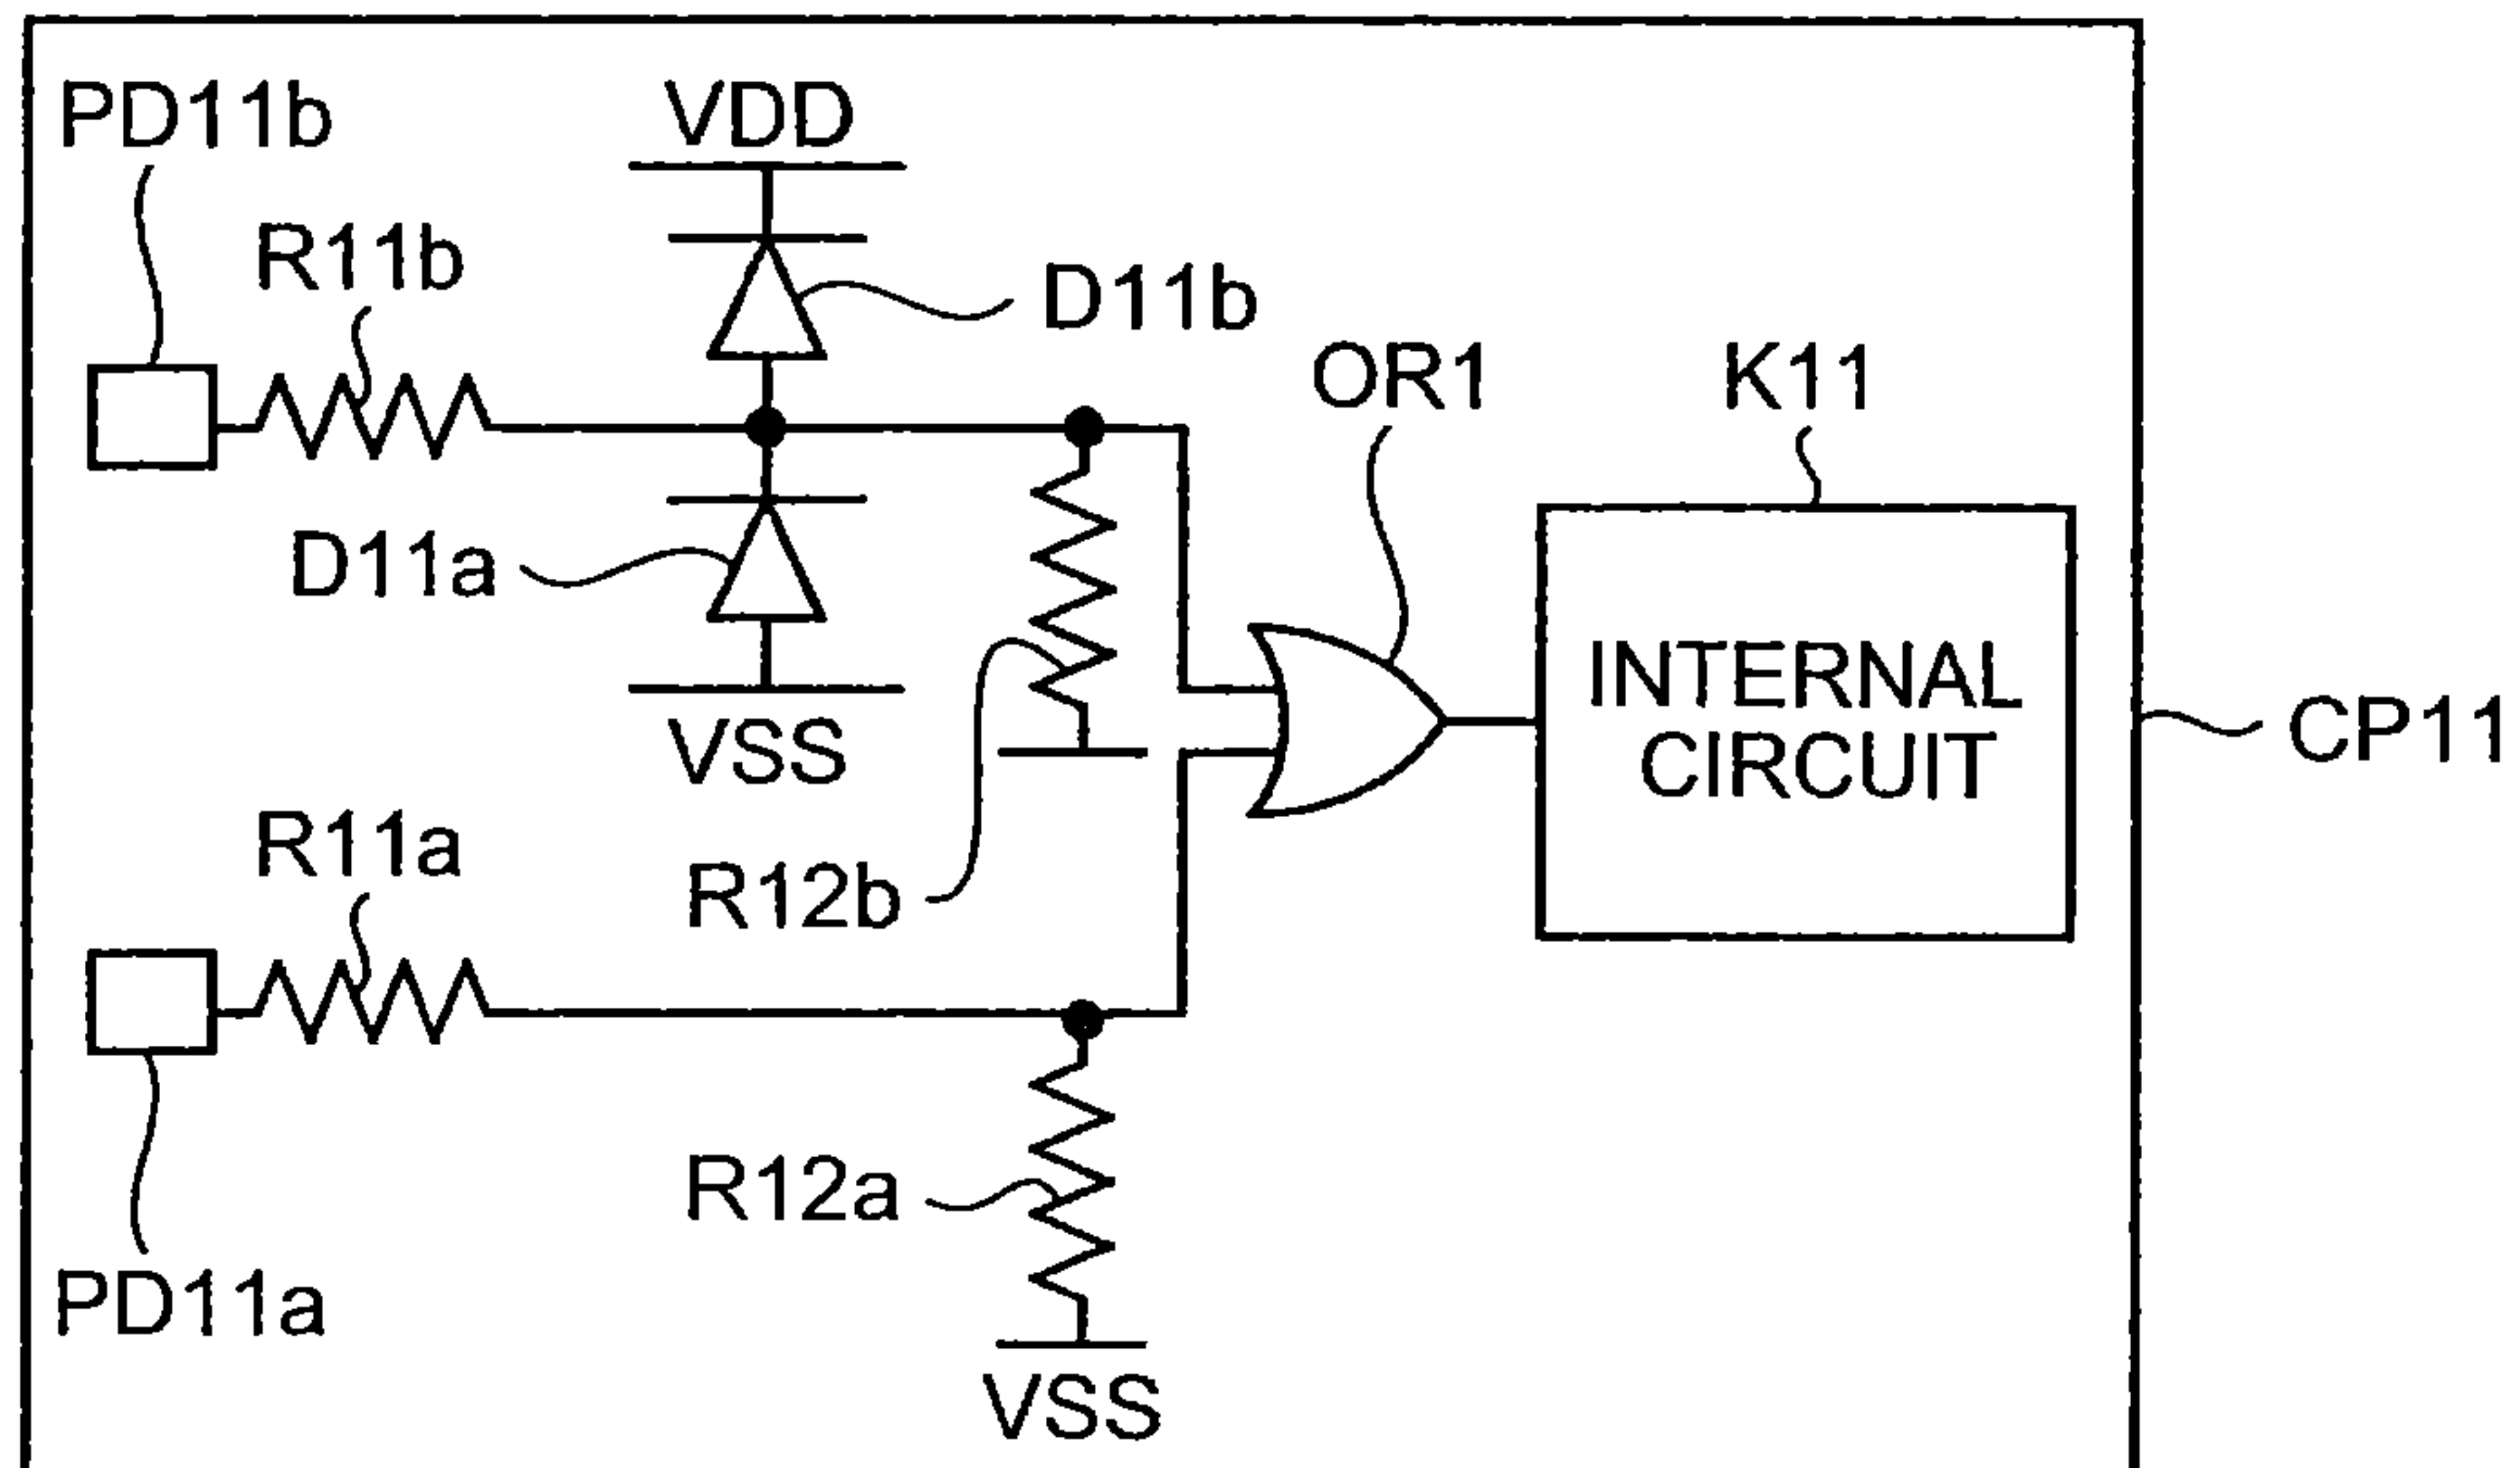 PD11b
VDD
R11b
D11b
OR1
K11
D11a
INTERNAL
CIRCUIT
CP11
VSS
R11a
R12b
R12a
PD11a
VSS